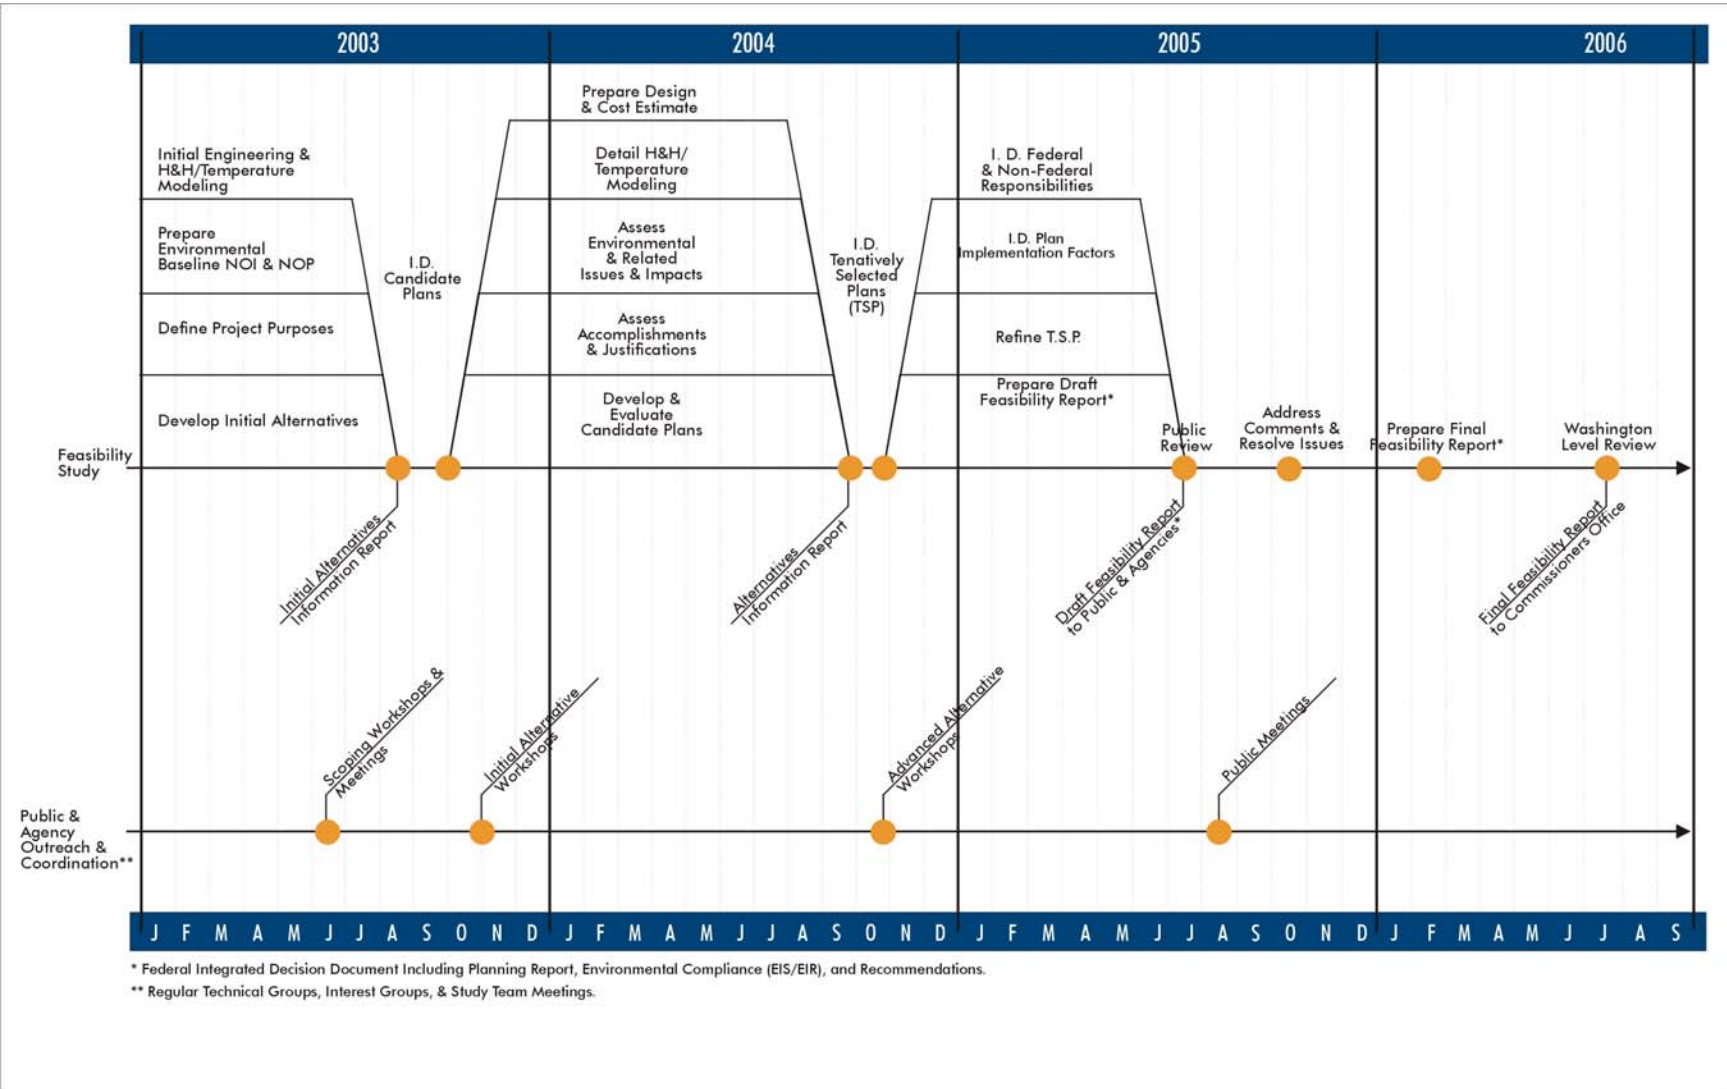 2003
2004
2005
2006
Prepare Design
& Cost Estimate
Initial Engineering &
H&H/Temperature
Modeling
Detail H&H/
Temperature
Modeling
I. D. Federal
& Non-Federal
Responsibilities
Prepare
Environmental
Baseline NOI & NOP
I.D.
Candidate
Plans
Assess
Environmental
& Related
Issues & Impacts
I.D.
Tenatively
Selected
Plans
(TSP)
I.D. Plan
Implementation Factors
Define Project Purposes
Assess
Accomplishments
& Justifications
Refine T.S.P.
Develop Initial Alternatives
Develop &
Evaluate
Candidate Plans
Prepare Draft
Feasibility Report*
Public
Review
Address
Comments &
Resolve Issues
Prepare Final
Feasibility Report*
Washington
Level Review
Feasibility
Study
Initial Alternatives
Information Report
Alternatives
Information Report
Draft Feasibility Report
to Public & Agencies*
Final Feasibility Report
to Commissioners Office
Scoping Workshops &
Meetings
Initial Alternative
Workshops
Advanced Alternative
Workshops
Public Meetings
Public &
Agency
Outreach &
Coordination**
J F M A M J J A S O N D J F M A M J J A S O N D J F M A M J J A S O N D J F M A M J J A S
* Federal Integrated Decision Document Including Planning Report, Environmental Compliance (EIS/EIR), and Recommendations.
** Regular Technical Groups, Interest Groups, & Study Team Meetings.